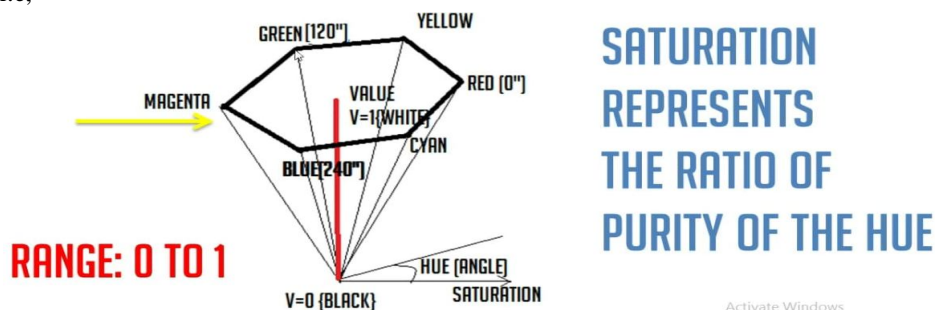 YELLOW
GREEN (120")
RED (0")
MAGENTA
VALUE
V=1{WHITE}
CYAN
BLUE(240")
HUE (ANGLE)
SATURATION
V=0 {BLACK}
RANGE: 0 TO 1
SATURATION
REPRESENTS
THE RATIO OF
PURITY OF THE HUE
Activate Windows